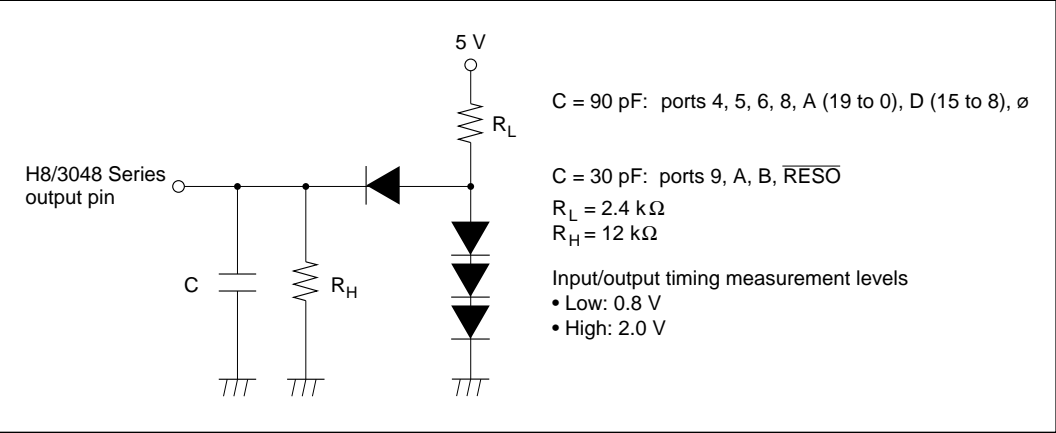 5 V
R_L
H8/3048 Series
output pin
C
R_H
C = 90 pF: ports 4, 5, 6, 8, A (19 to 0), D (15 to 8), ø
C = 30 pF: ports 9, A, B, R̅E̅S̅O̅
R_L = 2.4 kΩ
R_H = 12 kΩ
Input/output timing measurement levels
• Low: 0.8 V
• High: 2.0 V